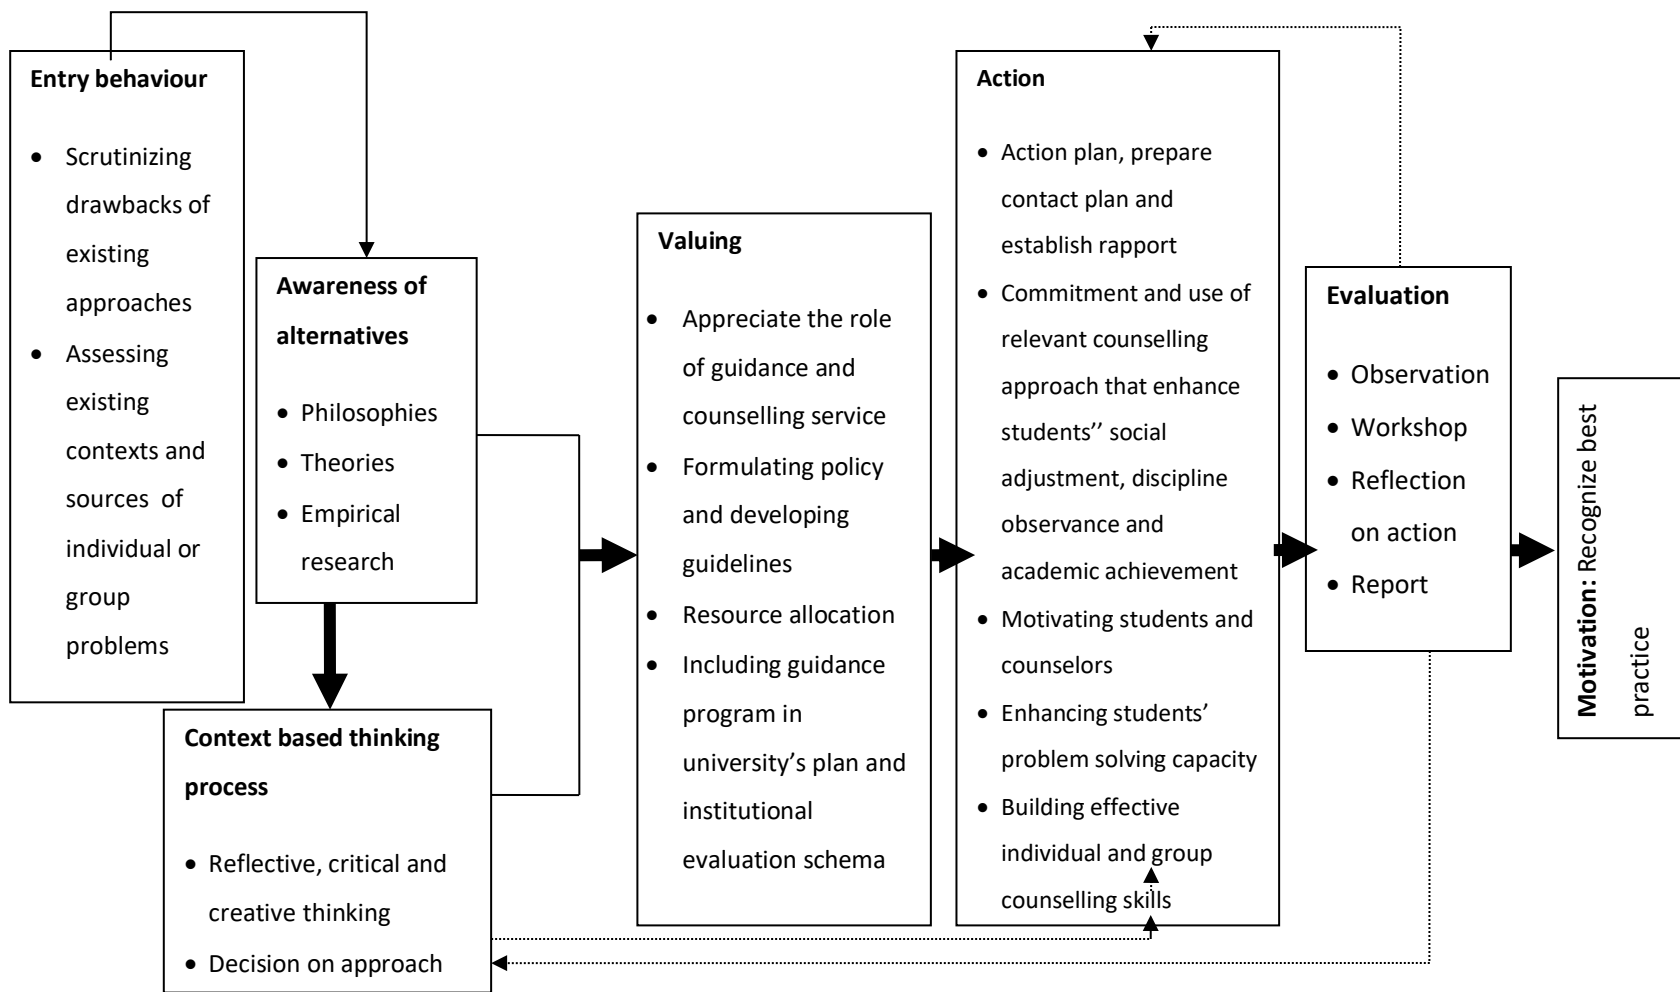 Entry behaviour
• Scrutinizing
drawbacks of
existing
approaches
• Assessing
existing
contexts and
sources of
individual or
group
problems
Awareness of
alternatives
• Philosophies
• Theories
• Empirical
research
Context based thinking
process
• Reflective, critical and
creative thinking
• Decision on approach
Valuing
• Appreciate the role
of guidance and
counselling service
• Formulating policy
and developing
guidelines
• Resource allocation
• Including guidance
program in
university’s plan and
institutional
evaluation schema
Action
• Action plan, prepare
contact plan and
establish rapport
• Commitment and use of
relevant counselling
approach that enhance
students’’ social
adjustment, discipline
observance and
academic achievement
• Motivating students and
counselors
• Enhancing students’
problem solving capacity
• Building effective
individual and group
counselling skills
Evaluation
• Observation
• Workshop
• Reflection
on action
• Report
Motivation: Recognize best
practice